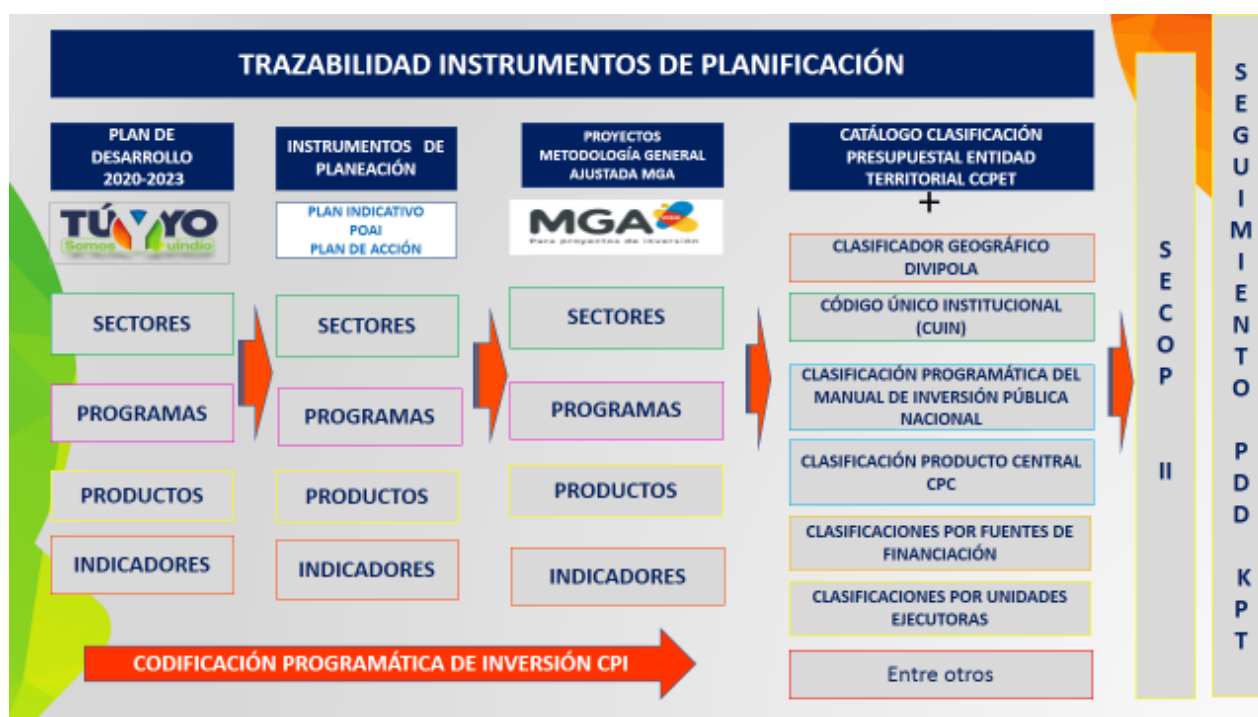 TRAZABILIDAD INSTRUMENTOS DE PLANIFICACIÓN
PLAN DE
DESARROLLO
2020-2023
TÚ Y YO
Somos Quindio
SECTORES
PROGRAMAS
PRODUCTOS
INDICADORES
INSTRUMENTOS DE
PLANEACIÓN
PLAN INDICATIVO
POAI
PLAN DE ACCIÓN
SECTORES
PROGRAMAS
PRODUCTOS
INDICADORES
PROYECTOS
METODOLOGÍA GENERAL
AJUSTADA MGA
MGA
Para proyectos de inversión
SECTORES
PROGRAMAS
PRODUCTOS
INDICADORES
CODIFICACIÓN PROGRAMÁTICA DE INVERSIÓN CPI
CATÁLOGO CLASIFICACIÓN
PRESUPUESTAL ENTIDAD
TERRITORIAL CCPET
+
CLASIFICADOR GEOGRÁFICO
DIVIPOLA
CÓDIGO ÚNICO INSTITUCIONAL
(CUIN)
CLASIFICACIÓN PROGRAMÁTICA DEL
MANUAL DE INVERSIÓN PÚBLICA
NACIONAL
CLASIFICACIÓN PRODUCTO CENTRAL
CPC
CLASIFICACIONES POR FUENTES DE
FINANCIACIÓN
CLASIFICACIONES POR UNIDADES
EJECUTORAS
Entre otros
SECOP II
SEGUIMIENTO PDD KPT